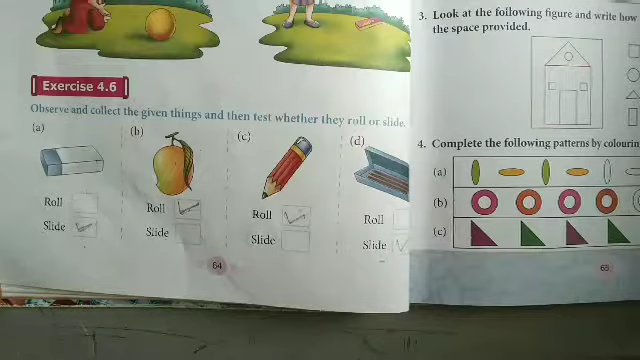 Exercise 4.6
Observe and collect the given things and then test whether they roll or slide.
(a)
(b)
(c)
(d)
Roll
Slide
Roll
Slide
Roll
Slide
Roll
Slide
64
3. Look at the following figure and write how
the space provided.
4. Complete the following patterns by colourin
(a)
(b)
(c)
65